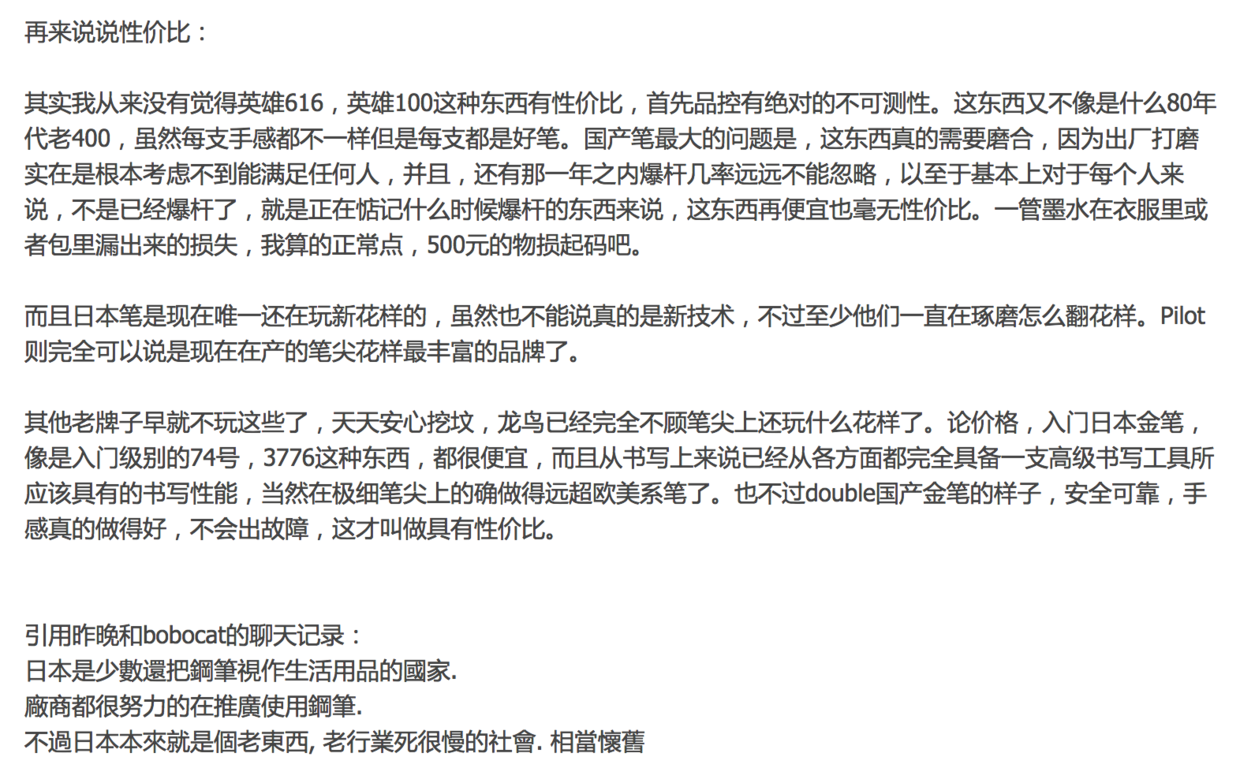 再来说说性价比：
其实我从来没有觉得英雄616，英雄100这种东西有性价比，首先品控有绝对的不可测性。这东西又不像是什么80年
代老400，虽然每支手感都不一样但是每支都是好笔。国产笔最大的问题是，这东西真的需要磨合，因为出厂打磨
实在是根本考虑不到能满足任何人，并且，还有那一年之内爆杆几率远远不能忽略，以至于基本上对于每个人来
说，不是已经爆杆了，就是正在惦记什么时候爆杆的东西来说，这东西再便宜也毫无性价比。一管墨水在衣服里或
者包里漏出来的损失，我算的正常点，500元的物损起码吧。
而且日本笔是现在唯一还在玩新花样的，虽然也不能说真的是新技术，不过至少他们一直在琢磨怎么翻花样。Pilot
则完全可以说是现在在产的笔尖花样最丰富的品牌了。
其他老牌子早就不玩这些了，天天安心挖坟，龙鸟已经完全不顾笔尖上还玩什么花样了。论价格，入门日本金笔，
像是入门级别的74号，3776这种东西，都很便宜，而且从书写上来说已经从各方面都完全具备一支高级书写工具所
应该具有的书写性能，当然在极细笔尖上的确做得远超欧美系笔了。也不过double国产金笔的样子，安全可靠，手
感真的做得好，不会出故障，这才叫做具有性价比。
引用昨晚和bobocat的聊天记录：
日本是少數還把鋼筆視作生活用品的國家.
廠商都很努力的在推廣使用鋼筆.
不過日本本來就是個老東西, 老行業死很慢的社會. 相當懷舊